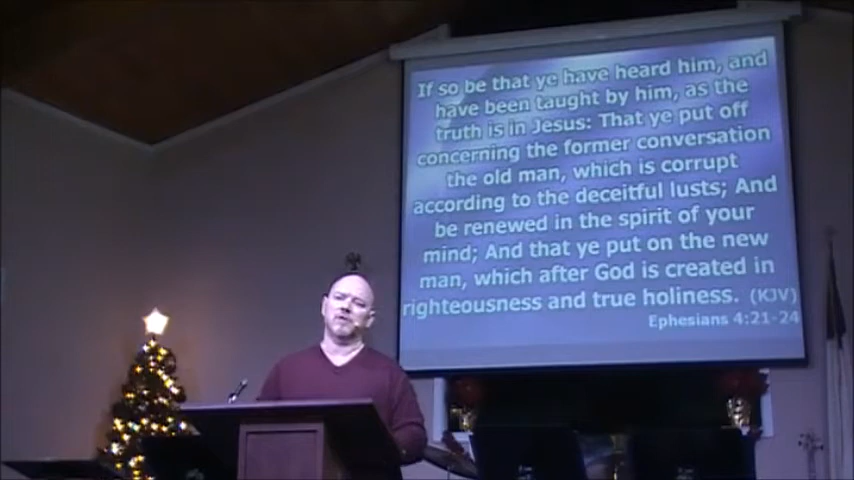 If so be that ye have heard him, and
have been taught by him, as the
truth is in Jesus: That ye put off
concerning the former conversation
the old man, which is corrupt
according to the deceitful lusts; And
be renewed in the spirit of your
mind; And that ye put on the new
man, which after God is created in
righteousness and true holiness. (KJV)
Ephesians 4:21-24